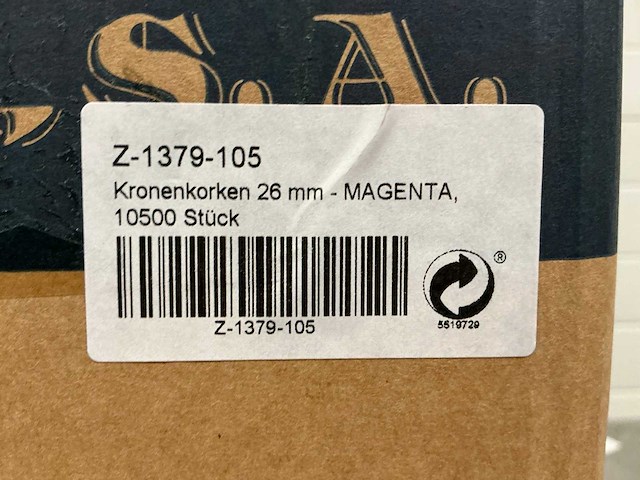 S.A.
Z-1379-105
Kronenkorken 26 mm - MAGENTA,
10500 Stück
®
Z-1379-105
5519729